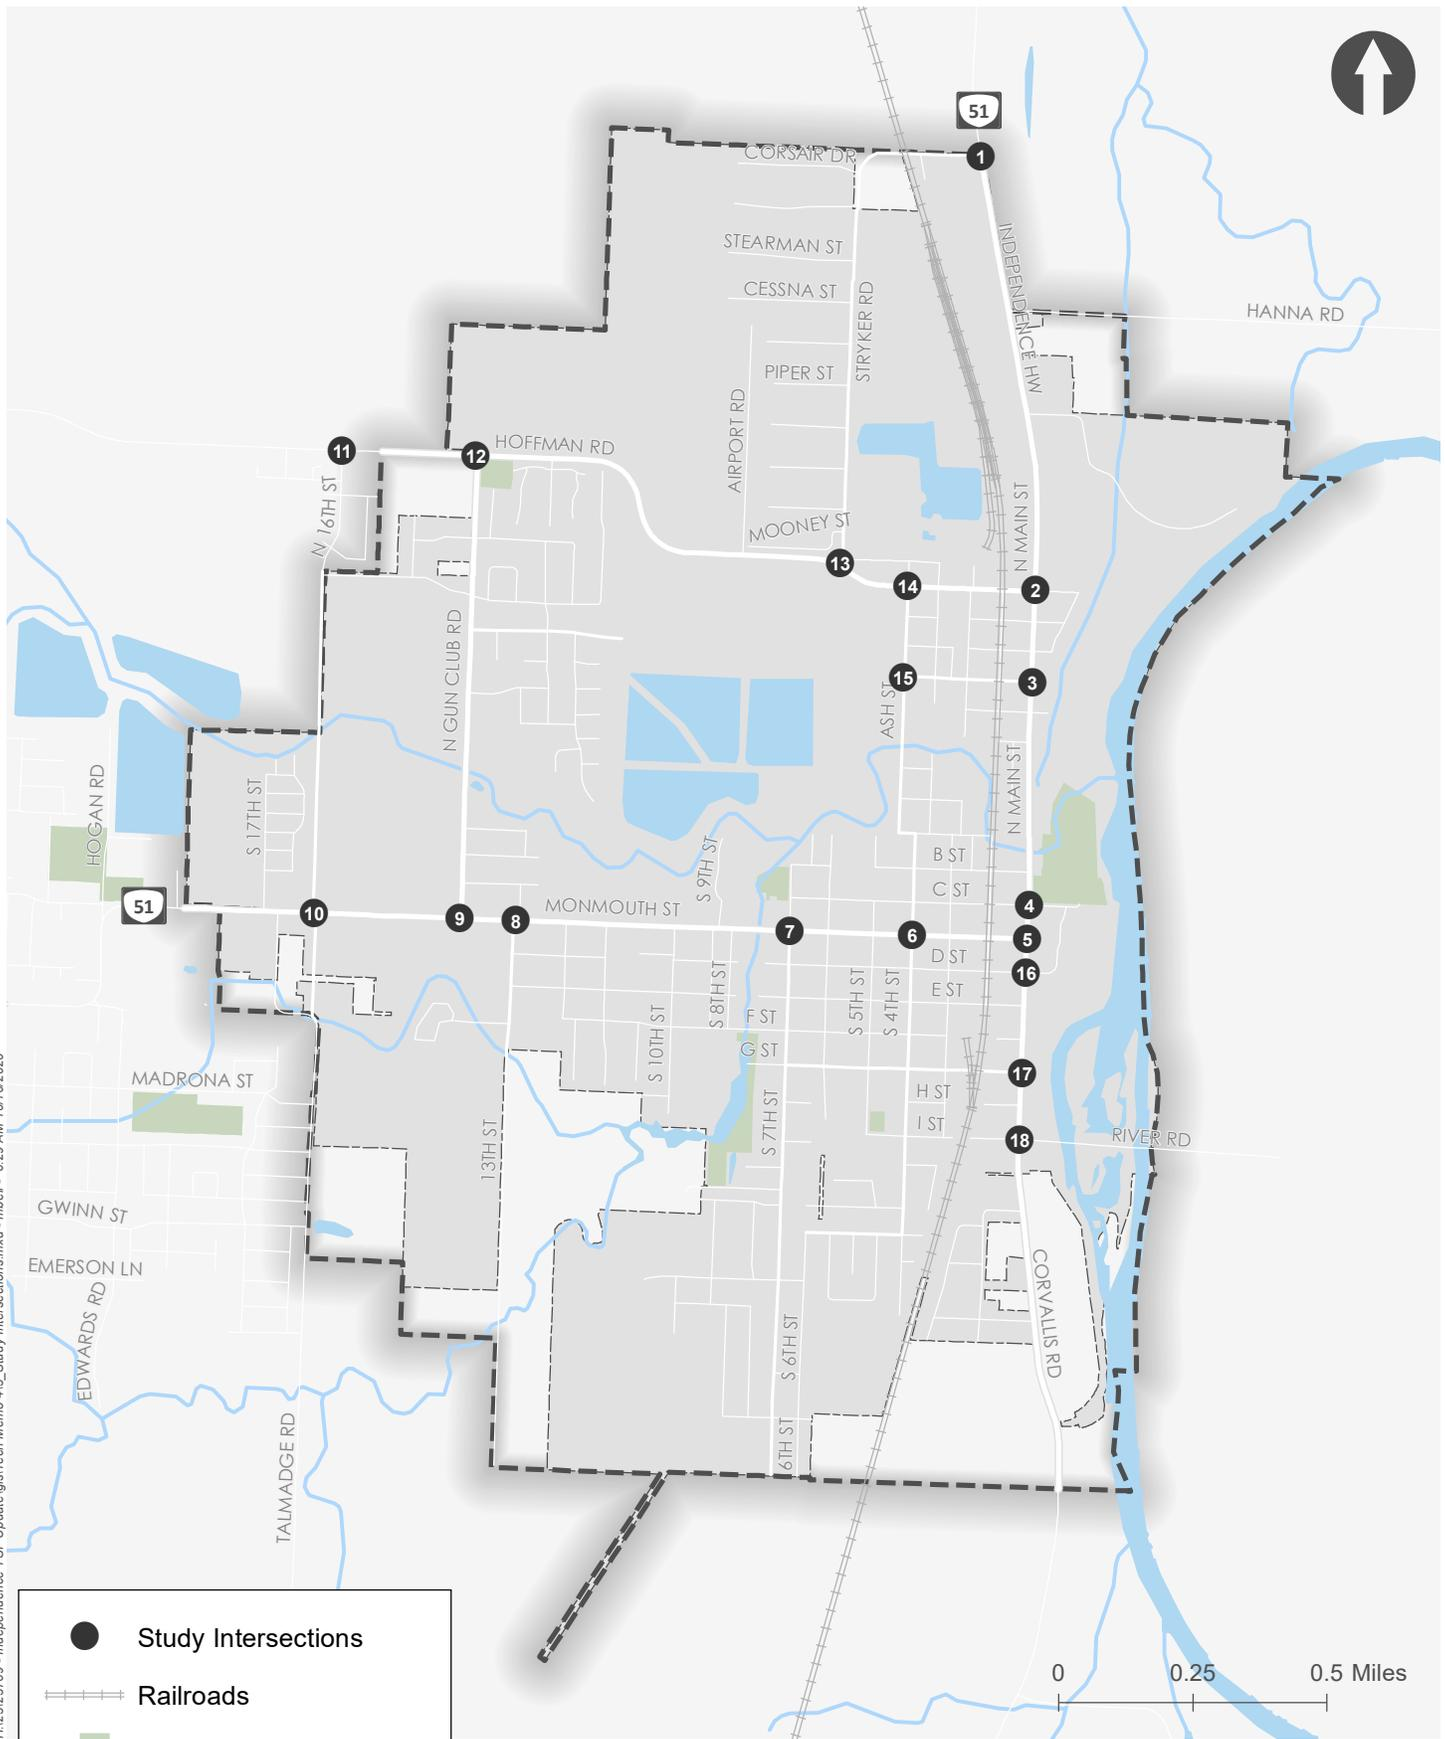 51
1
CORSAIR DR
INDEPENDENCE HW
STEARMAN ST
CESSNA ST
STRYKER RD
HANNA RD
PIPER ST
AIRPORT RD
11
12
HOFFMAN RD
N 16TH ST
N MAIN ST
MOONEY ST
13
14
2
N GUN CLUB RD
15
3
ASH ST
N MAIN ST
HOGAN RD
S 17TH ST
S 9TH ST
B ST
C ST
51
10
9
8
MONMOUTH ST
7
6
4
5
D ST
16
E ST
S 8TH ST
S 5TH ST
S 4TH ST
S 10TH ST
F ST
G ST
17
MADRONA ST
H ST
I ST
13TH ST
S 7TH ST
18
RIVER RD
GWINN ST
EMERSON LN
EDWARDS RD
CORVALLIS RD
S 6TH ST
6TH ST
TALMADGE RD
Study Intersections
Railroads
0 0.25 0.5 Miles